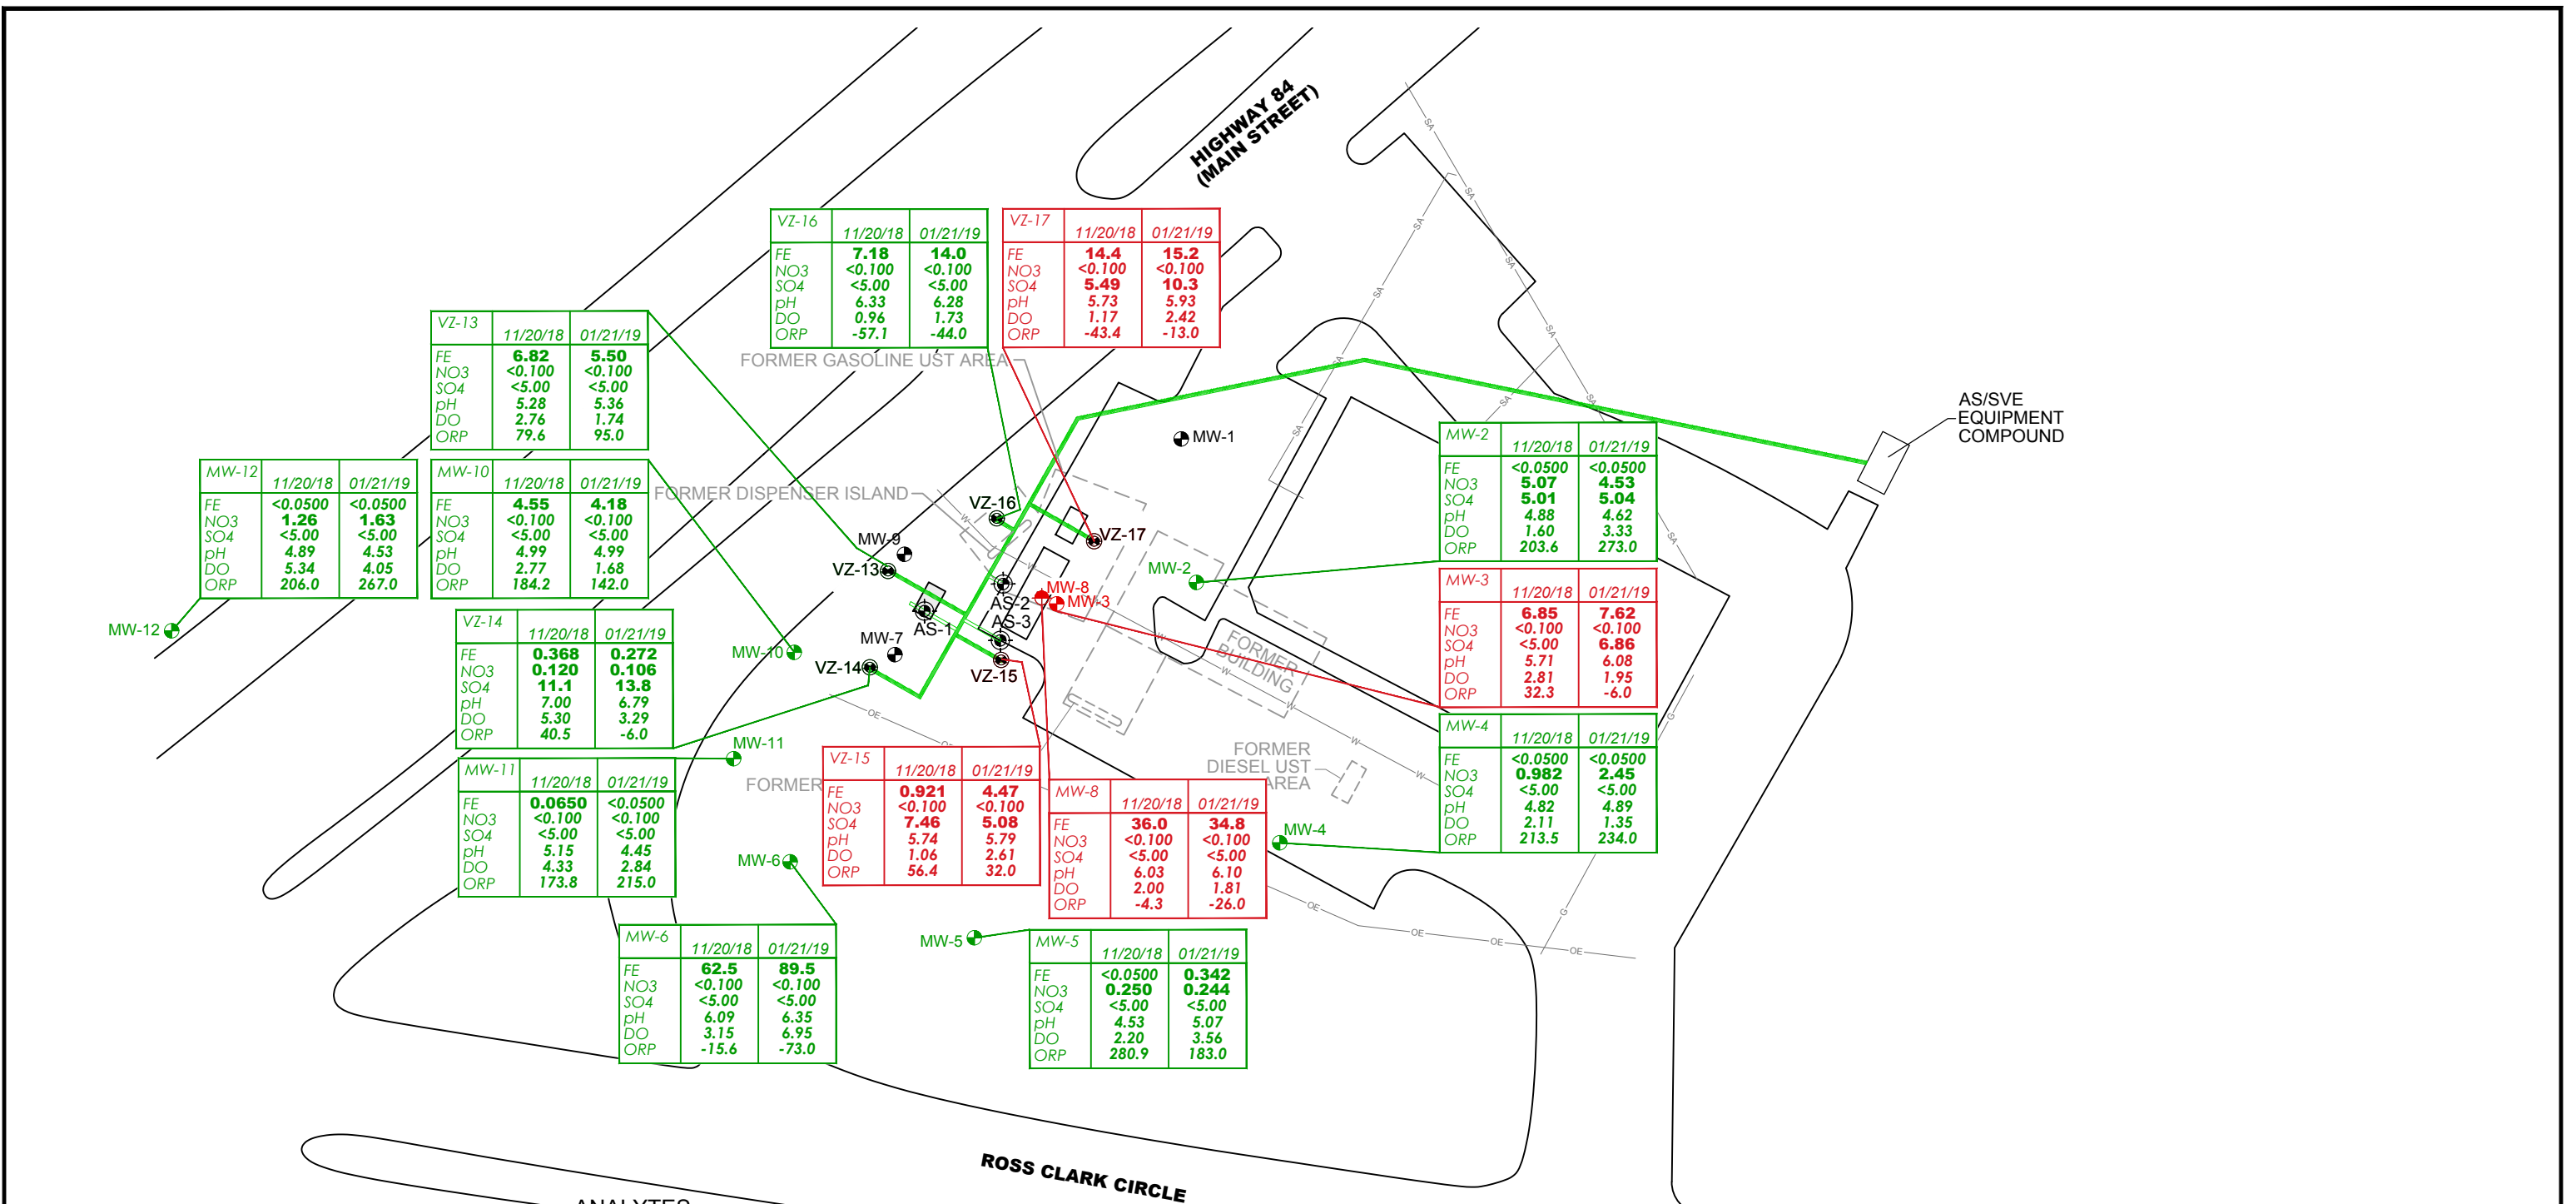 HIGHWAY 84
(MAIN STREET)
VZ-16 11/20/18 01/21/19
FE 7.18 14.0
NO3 <0.100 <0.100
SO4 <5.00 <5.00
pH 6.33 6.28
DO 0.96 1.73
ORP -57.1 -44.0
VZ-17 11/20/18 01/21/19
FE 14.4 15.2
NO3 <0.100 <0.100
SO4 5.49 10.3
pH 5.73 5.93
DO 1.17 2.42
ORP -43.4 -13.0
VZ-13 11/20/18 01/21/19
FE 6.82 5.50
NO3 <0.100 <0.100
SO4 <5.00 <5.00
pH 5.28 5.36
DO 2.76 1.74
ORP 79.6 95.0
FORMER GASOLINE UST AREA
AS/SVE
EQUIPMENT
COMPOUND
MW-1
MW-2 11/20/18 01/21/19
FE <0.0500 <0.0500
NO3 5.07 4.53
SO4 5.01 5.04
pH 4.88 4.62
DO 1.60 3.33
ORP 203.6 273.0
MW-12 11/20/18 01/21/19
FE <0.0500 <0.0500
NO3 1.26 1.63
SO4 <5.00 <5.00
pH 4.89 4.53
DO 5.34 4.05
ORP 206.0 267.0
MW-10 11/20/18 01/21/19
FE 4.55 4.18
NO3 <0.100 <0.100
SO4 <5.00 <5.00
pH 4.99 4.99
DO 2.77 1.68
ORP 184.2 142.0
FORMER DISPENSER ISLAND
VZ-16
VZ-17
MW-9
VZ-13
MW-2
MW-8
MW-3
AS-2
AS-3
AS-1
MW-7
MW-12
MW-10
VZ-14
VZ-15
FORMER
BUILDING
MW-3 11/20/18 01/21/19
FE 6.85 7.62
NO3 <0.100 <0.100
SO4 <5.00 6.86
pH 5.71 6.08
DO 2.81 1.95
ORP 32.3 -6.0
VZ-14 11/20/18 01/21/19
FE 0.368 0.272
NO3 0.120 0.106
SO4 11.1 13.8
pH 7.00 6.79
DO 5.30 3.29
ORP 40.5 -6.0
MW-4 11/20/18 01/21/19
FE <0.0500 <0.0500
NO3 0.982 2.45
SO4 <5.00 <5.00
pH 4.82 4.89
DO 2.11 1.35
ORP 213.5 234.0
MW-11
MW-11 11/20/18 01/21/19
FE 0.0650 <0.0500
NO3 <0.100 <0.100
SO4 <5.00 <5.00
pH 5.15 4.45
DO 4.33 2.84
ORP 173.8 215.0
FORMER
VZ-15 11/20/18 01/21/19
FE 0.921 4.47
NO3 <0.100 <0.100
SO4 7.46 5.08
pH 5.74 5.79
DO 1.06 2.61
ORP 56.4 32.0
FORMER
DIESEL UST
AREA
MW-8 11/20/18 01/21/19
FE 36.0 34.8
NO3 <0.100 <0.100
SO4 <5.00 <5.00
pH 6.03 6.10
DO 2.00 1.81
ORP -4.3 -26.0
MW-4
MW-6
MW-6 11/20/18 01/21/19
FE 62.5 89.5
NO3 <0.100 <0.100
SO4 <5.00 <5.00
pH 6.09 6.35
DO 3.15 6.95
ORP -15.6 -73.0
MW-5
MW-5 11/20/18 01/21/19
FE <0.0500 0.342
NO3 0.250 0.244
SO4 <5.00 <5.00
pH 4.53 5.07
DO 2.20 3.56
ORP 280.9 183.0
ROSS CLARK CIRCLE
ANALYTES